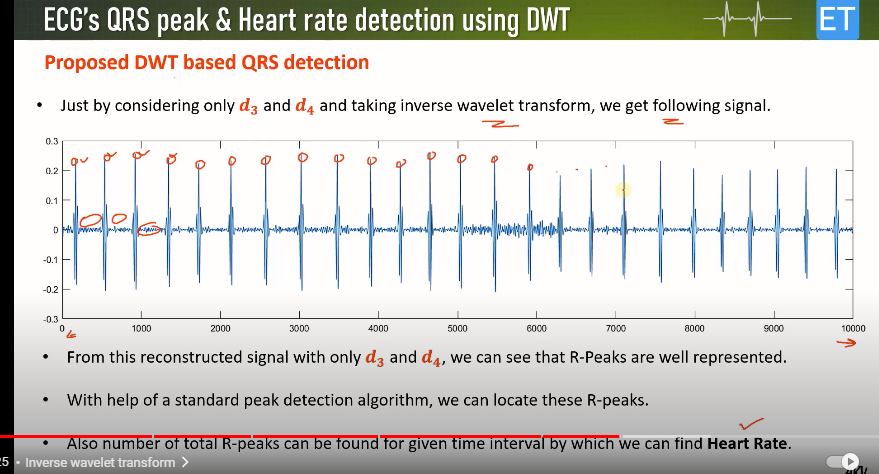 ECG's QRS peak & Heart rate detection using DWT
ET
Proposed DWT based QRS detection
• Just by considering only d3 and d4 and taking inverse wavelet transform, we get following signal.
0.3
0.2
0.1
0
-0.1
-0.2
-0.3
0 1000 2000 3000 4000 5000 6000 7000 8000 9000 10000
• From this reconstructed signal with only d3 and d4, we can see that R-Peaks are well represented.
• With help of a standard peak detection algorithm, we can locate these R-peaks.
• Also number of total R-peaks can be found for given time interval by which we can find Heart Rate.
25 • Inverse wavelet transform >